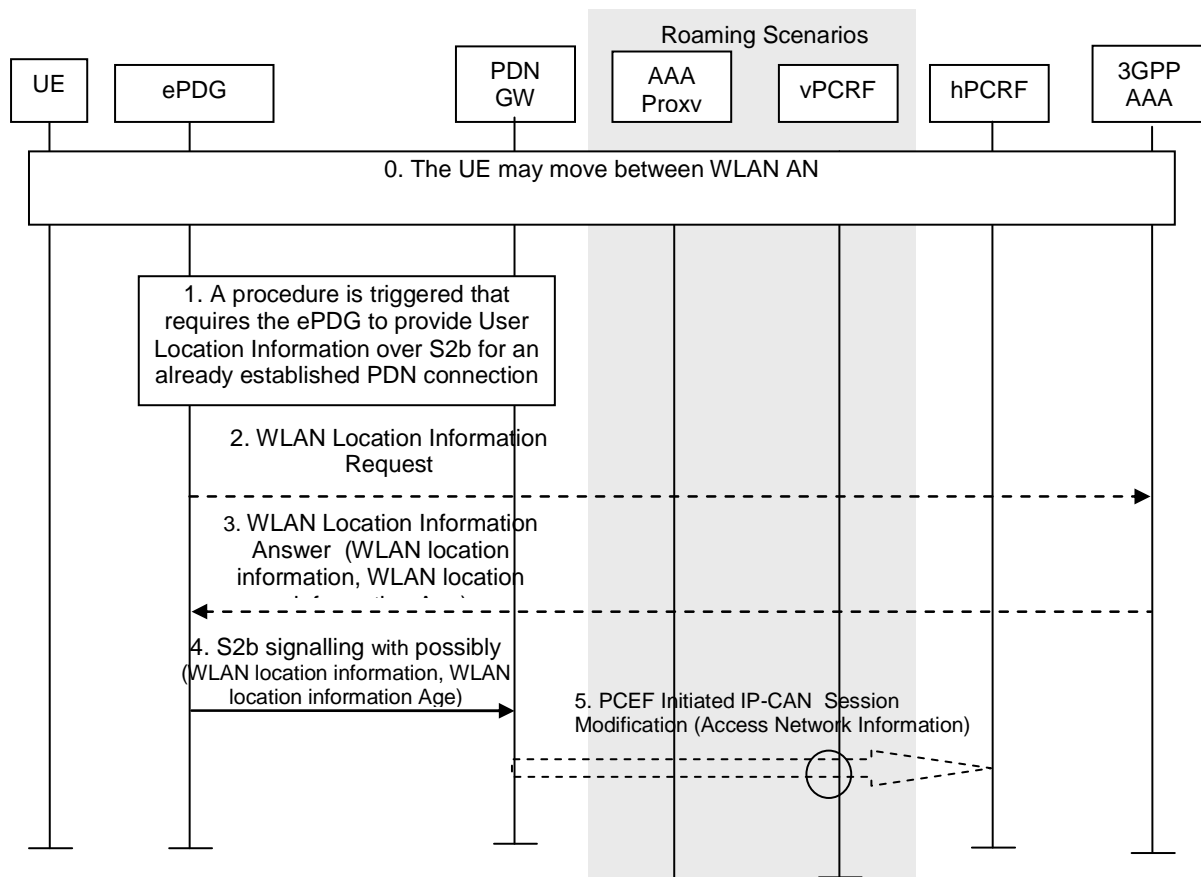 Roaming Scenarios
UE
ePDG
PDN
GW
AAA
Proxv
vPCRF
hPCRF
3GPP
AAA
0. The UE may move between WLAN AN
1. A procedure is triggered that
requires the ePDG to provide User
Location Information over S2b for an
already established PDN connection
2. WLAN Location Information
Request
3. WLAN Location Information
Answer (WLAN location
information, WLAN location
4. S2b signalling with possibly
(WLAN location information, WLAN
location information Age)
5. PCEF Initiated IP-CAN Session
Modification (Access Network Information)